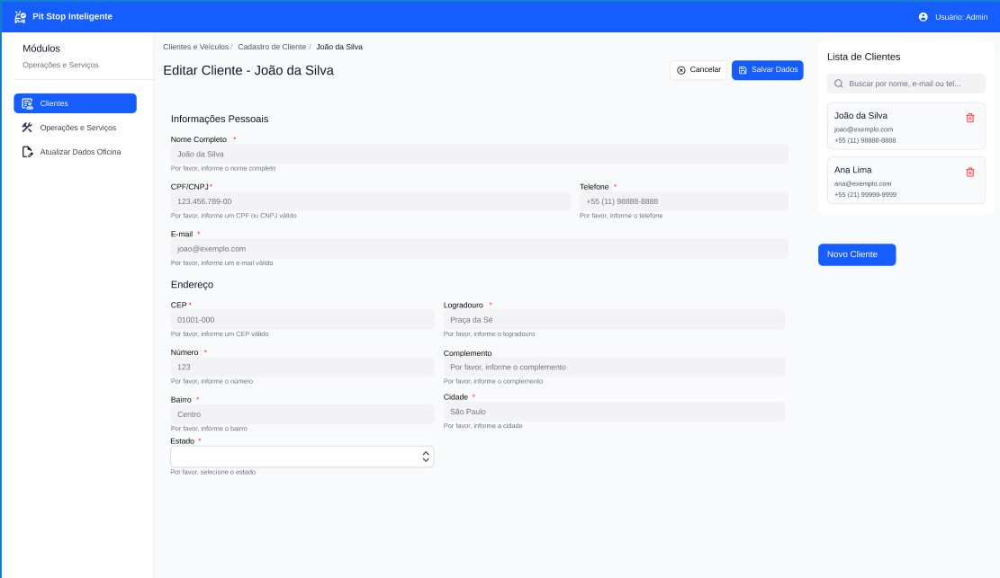 Pit Stop Inteligente
Usuário: Admin
Módulos
Operações e Serviços
Clientes
Operações e Serviços
Atualizar Dados Oficina
Clientes e Veículos / Cadastro de Cliente / João da Silva
Editar Cliente - João da Silva
Cancelar
Salvar Dados
Informações Pessoais
Nome Completo *
João da Silva
Por favor, informe o nome completo
CPF/CNPJ *
123.456.789-00
Por favor, informe um CPF ou CNPJ válido
Telefone *
+55 (11) 98888-8888
Por favor, informe o telefone
E-mail *
joao@exemplo.com
Por favor, informe um e-mail válido
Endereço
CEP *
01001-000
Por favor, informe um CEP válido
Logradouro *
Praça da Sé
Por favor, informe o logradouro
Número *
123
Por favor, informe o número
Complemento
Por favor, informe o complemento
Por favor, informe o complemento
Bairro *
Centro
Por favor, informe o bairro
Cidade *
São Paulo
Por favor, informe a cidade
Estado *
Por favor, selecione o estado
Lista de Clientes
Buscar por nome, e-mail ou tel...
João da Silva
joao@exemplo.com
+55 (11) 98888-8888
Ana Lima
ana@exemplo.com
+55 (21) 99999-9999
Novo Cliente